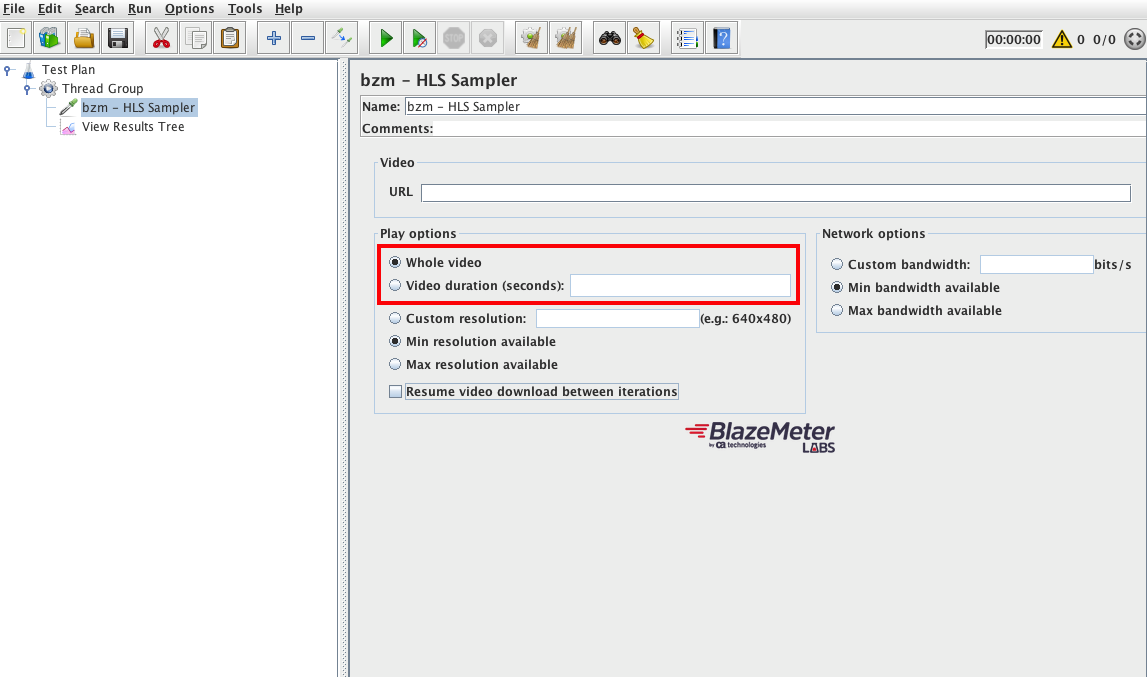 File Edit Search Run Options Tools Help
STOP 00:00:00 0 0/0
Test Plan
Thread Group
bzm - HLS Sampler
View Results Tree
bzm - HLS Sampler
Name: bzm - HLS Sampler
Comments:
Video
URL
Play options
Whole video
Video duration (seconds):
Custom resolution: (e.g.: 640x480)
Min resolution available
Max resolution available
Resume video download between iterations
Network options
Custom bandwidth: bits/s
Min bandwidth available
Max bandwidth available
BlazeMeter
by ca technologies LABS